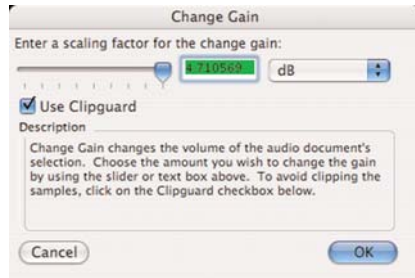 Change Gain
Enter a scaling factor for the change gain:
4.710569 dB
Use Clipguard
Description
Change Gain changes the volume of the audio document's
selection. Choose the amount you wish to change the gain
by using the slider or text box above. To avoid clipping the
samples, click on the Clipguard checkbox below.
Cancel OK